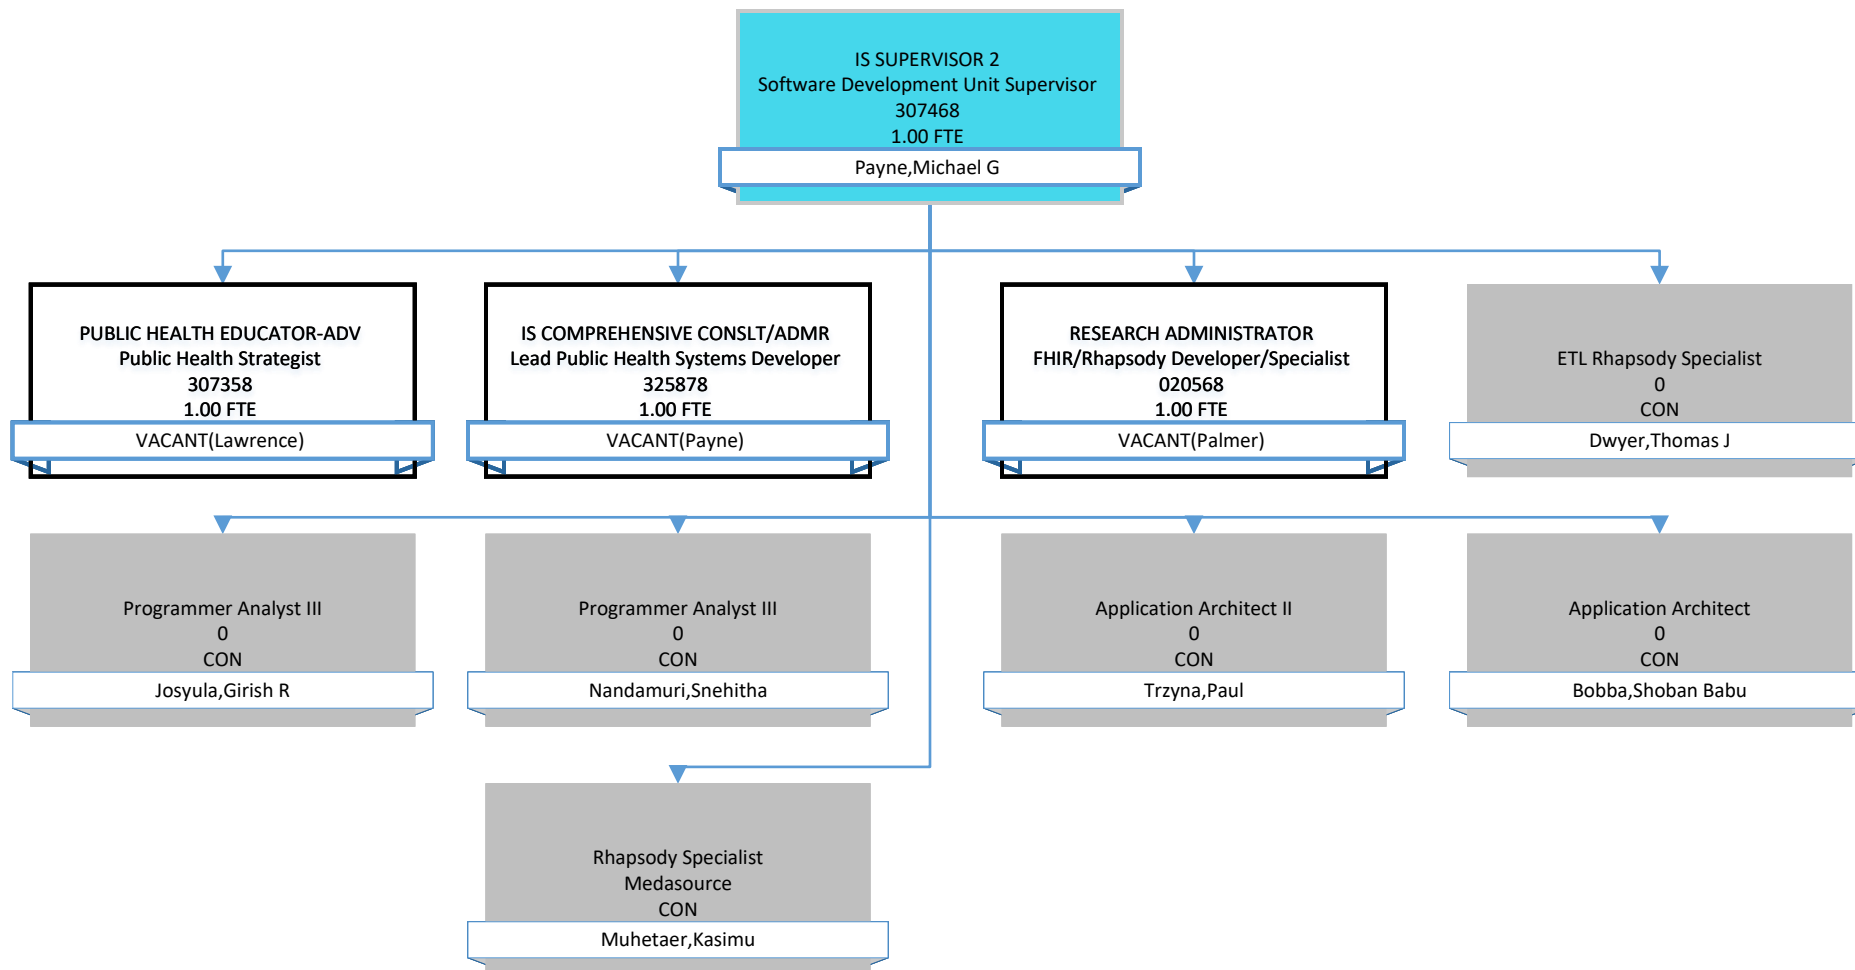 IS SUPERVISOR 2
Software Development Unit Supervisor
307468
1.00 FTE
Payne,Michael G
PUBLIC HEALTH EDUCATOR-ADV
Public Health Strategist
307358
1.00 FTE
VACANT(Lawrence)
IS COMPREHENSIVE CONSLT/ADMR
Lead Public Health Systems Developer
325878
1.00 FTE
VACANT(Payne)
RESEARCH ADMINISTRATOR
FHIR/Rhapsody Developer/Specialist
020568
1.00 FTE
VACANT(Palmer)
ETL Rhapsody Specialist
0
CON
Dwyer,Thomas J
Programmer Analyst III
0
CON
Josyula,Girish R
Programmer Analyst III
0
CON
Nandamuri,Snehitha
Application Architect II
0
CON
Trzyna,Paul
Application Architect
0
CON
Bobba,Shoban Babu
Rhapsody Specialist
Medasource
CON
Muhetaer,Kasimu